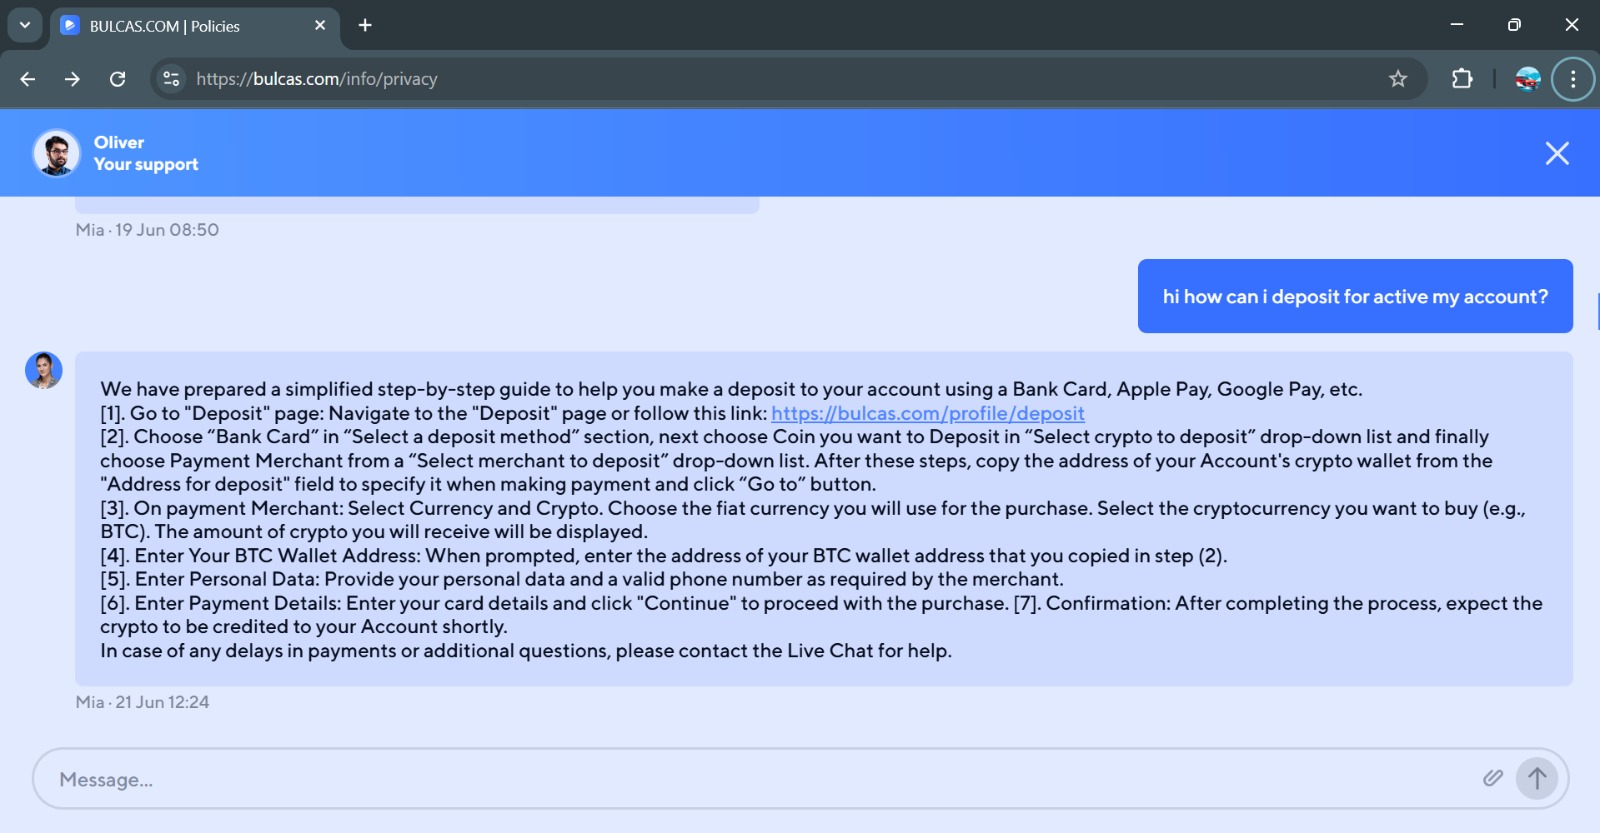 BULCAS.COM | Policies
https://bulcas.com/info/privacy
Oliver
Your support
Mia · 19 Jun 08:50
hi how can i deposit for active my account?
We have prepared a simplified step-by-step guide to help you make a deposit to your account using a Bank Card, Apple Pay, Google Pay, etc.
[1]. Go to "Deposit" page: Navigate to the "Deposit" page or follow this link: https://bulcas.com/profile/deposit
[2]. Choose “Bank Card” in “Select a deposit method” section, next choose Coin you want to Deposit in “Select crypto to deposit” drop-down list and finally
choose Payment Merchant from a “Select merchant to deposit” drop-down list. After these steps, copy the address of your Account's crypto wallet from the
"Address for deposit" field to specify it when making payment and click “Go to” button.
[3]. On payment Merchant: Select Currency and Crypto. Choose the fiat currency you will use for the purchase. Select the cryptocurrency you want to buy (e.g.,
BTC). The amount of crypto you will receive will be displayed.
[4]. Enter Your BTC Wallet Address: When prompted, enter the address of your BTC wallet address that you copied in step (2).
[5]. Enter Personal Data: Provide your personal data and a valid phone number as required by the merchant.
[6]. Enter Payment Details: Enter your card details and click "Continue" to proceed with the purchase. [7]. Confirmation: After completing the process, expect the
crypto to be credited to your Account shortly.
In case of any delays in payments or additional questions, please contact the Live Chat for help.
Mia · 21 Jun 12:24
Message...